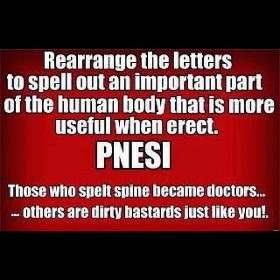 Rearrange the letters
to spell out an important part
of the human body that is more
useful when erect.
PNESI
Those who spelt spine became doctors...
... others are dirty bastards just like you!.